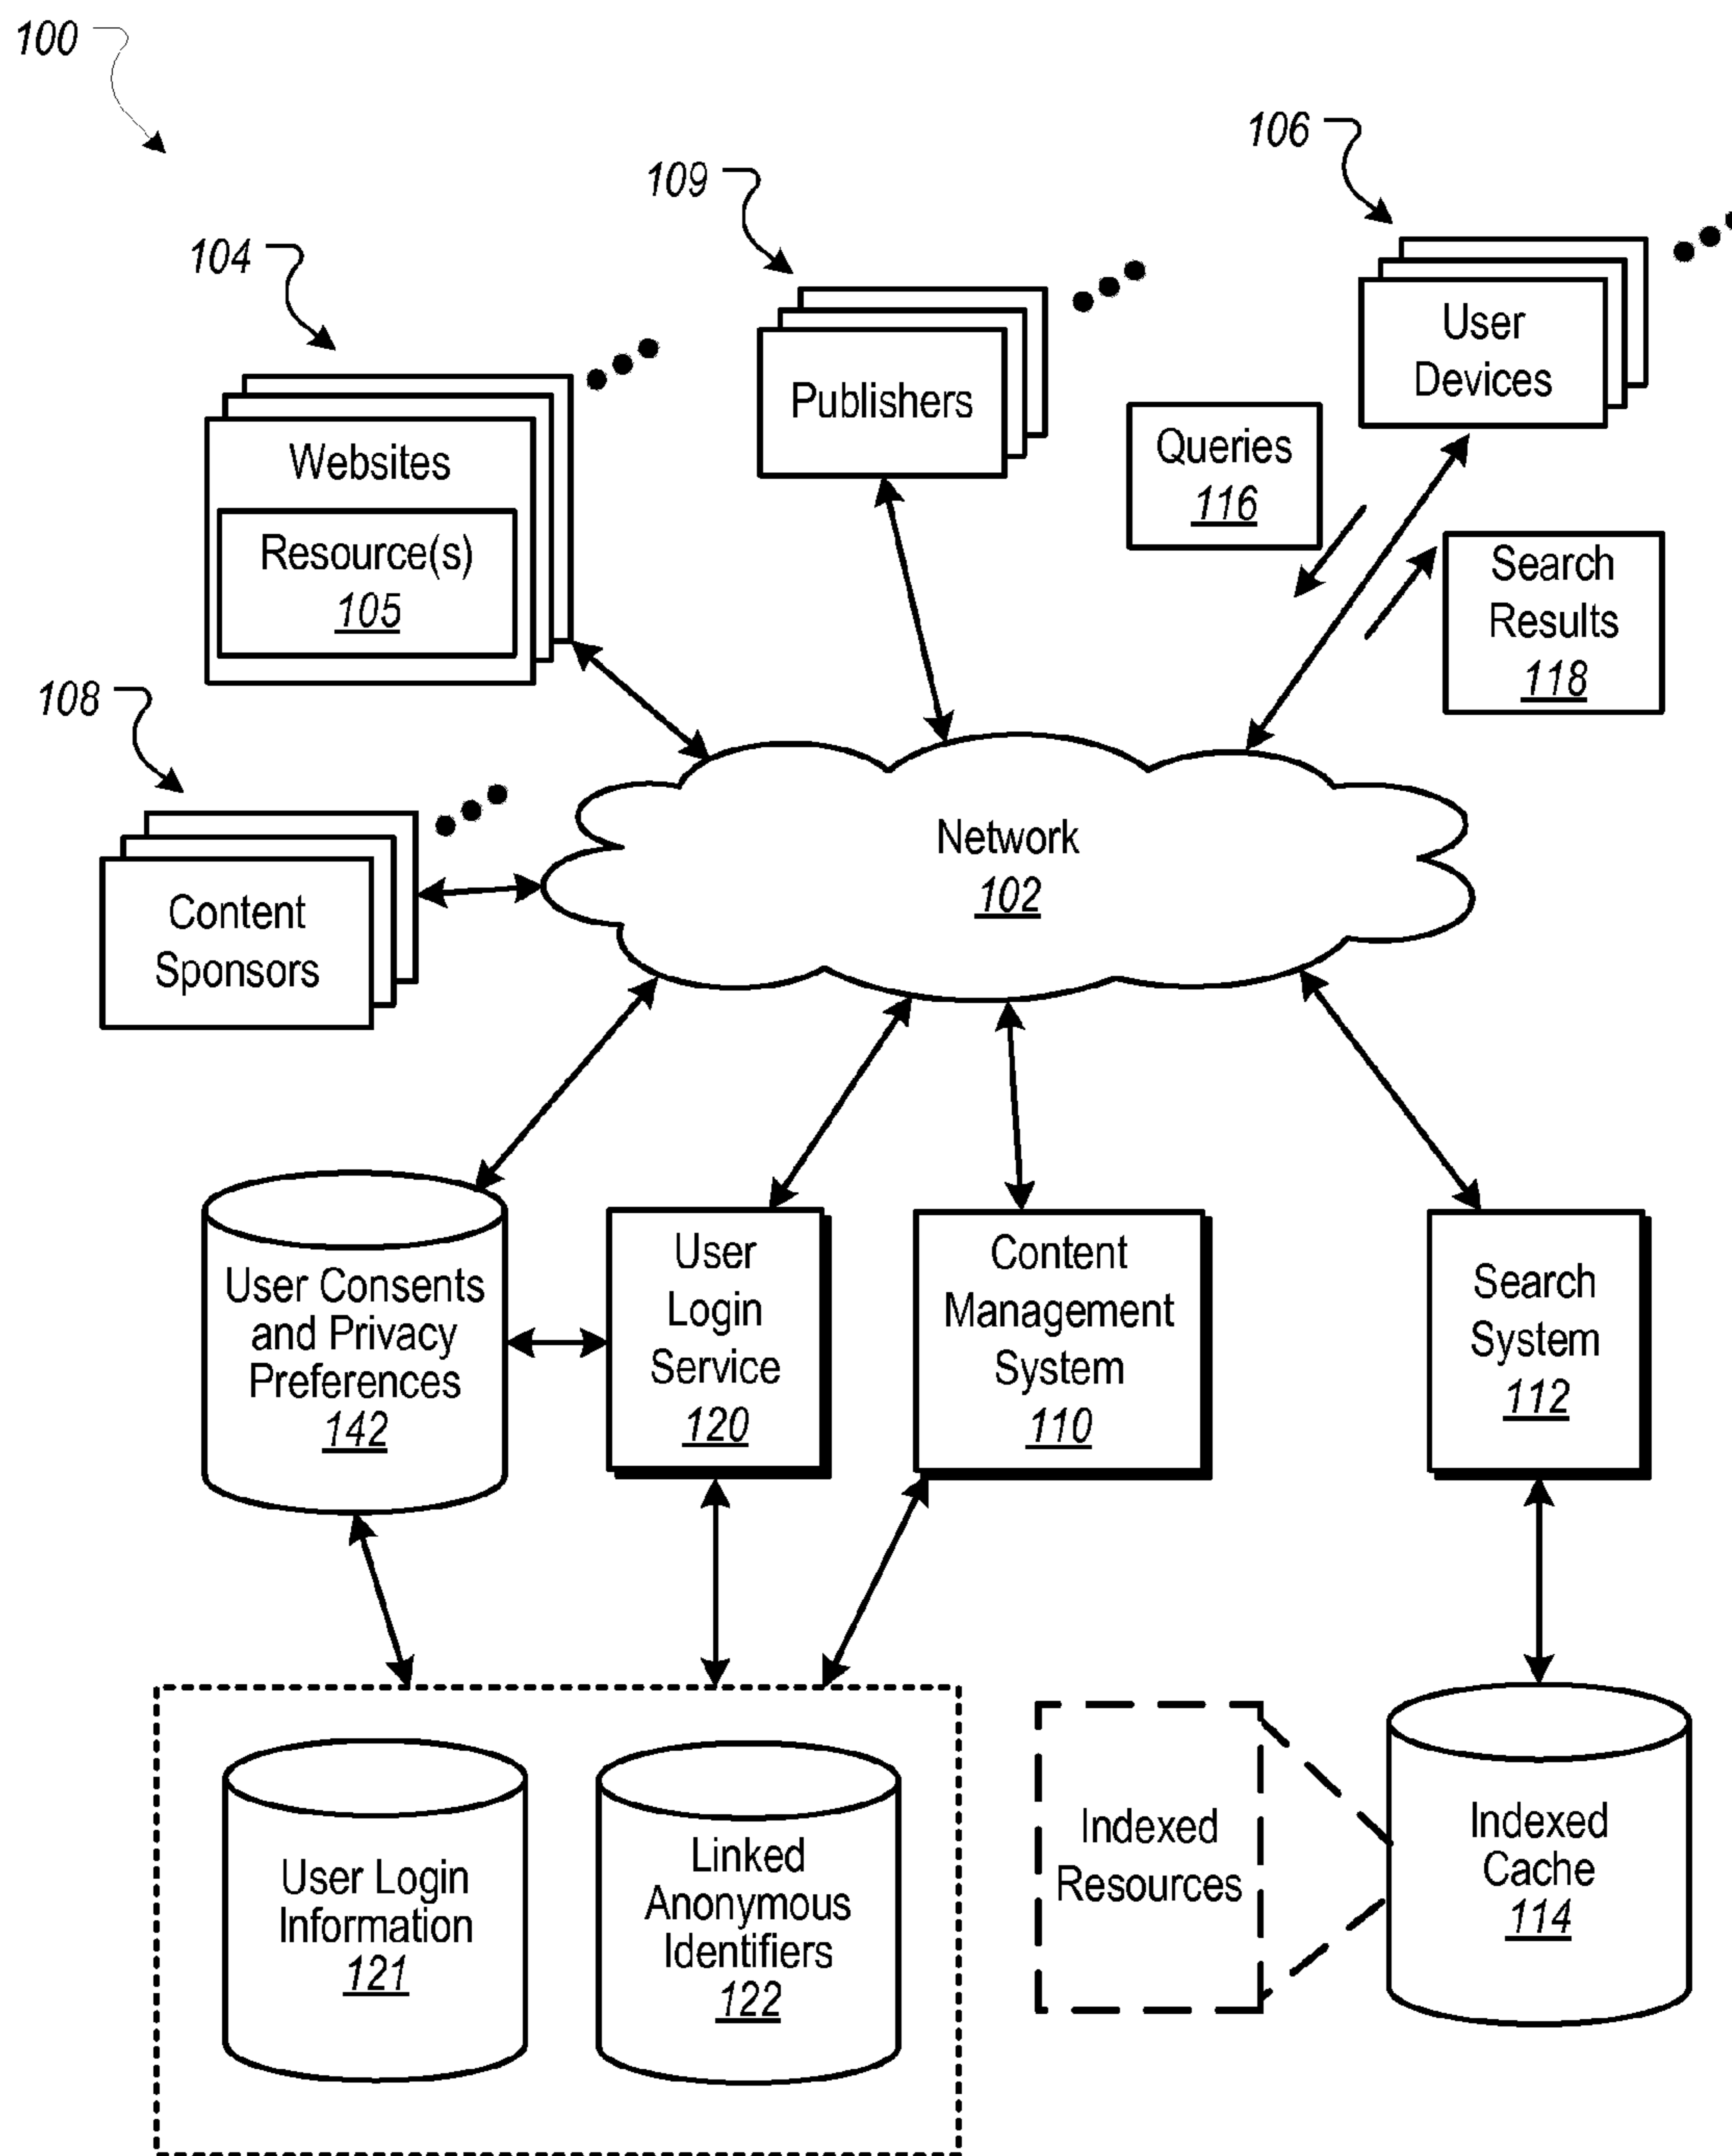 100
106
109
104
User
Devices
Publishers
Queries
116
Websites
Resource(s)
105
Search
Results
118
108
Network
102
Content
Sponsors
User Consents
and Privacy
Preferences
142
User
Login
Service
120
Content
Management
System
110
Search
System
112
User Login
Information
121
Linked
Anonymous
Identifiers
122
Indexed
Resources
Indexed
Cache
114